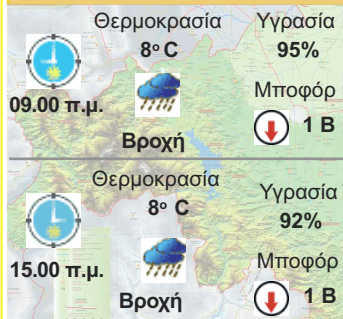 Θερμοκρασία Υγρασία
8ο C 95%
Μποφόρ
09.00 π.μ. 1 Β
Βροχή
Θερμοκρασία Υγρασία
8ο C 92%
Μποφόρ
15.00 π.μ. 1 Β
Βροχή